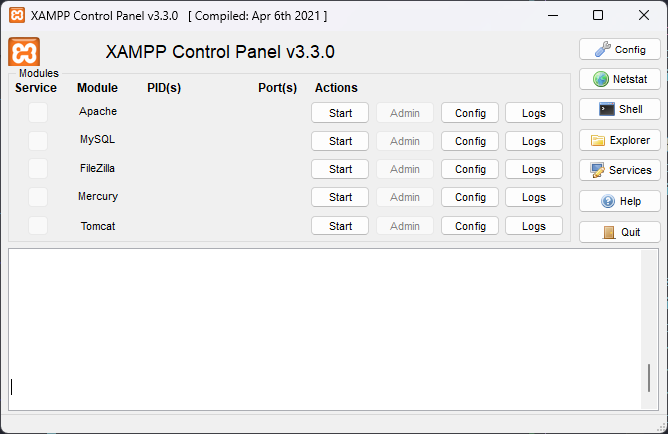 XAMPP Control Panel v3.3.0 [ Compiled: Apr 6th 2021 ]
XAMPP Control Panel v3.3.0
Config
Modules
Service Module PID(s) Port(s) Actions
Netstat
Apache Start Admin Config Logs
Shell
MySQL Start Admin Config Logs
Explorer
FileZilla Start Admin Config Logs
Services
Mercury Start Admin Config Logs
Help
Tomcat Start Admin Config Logs
Quit